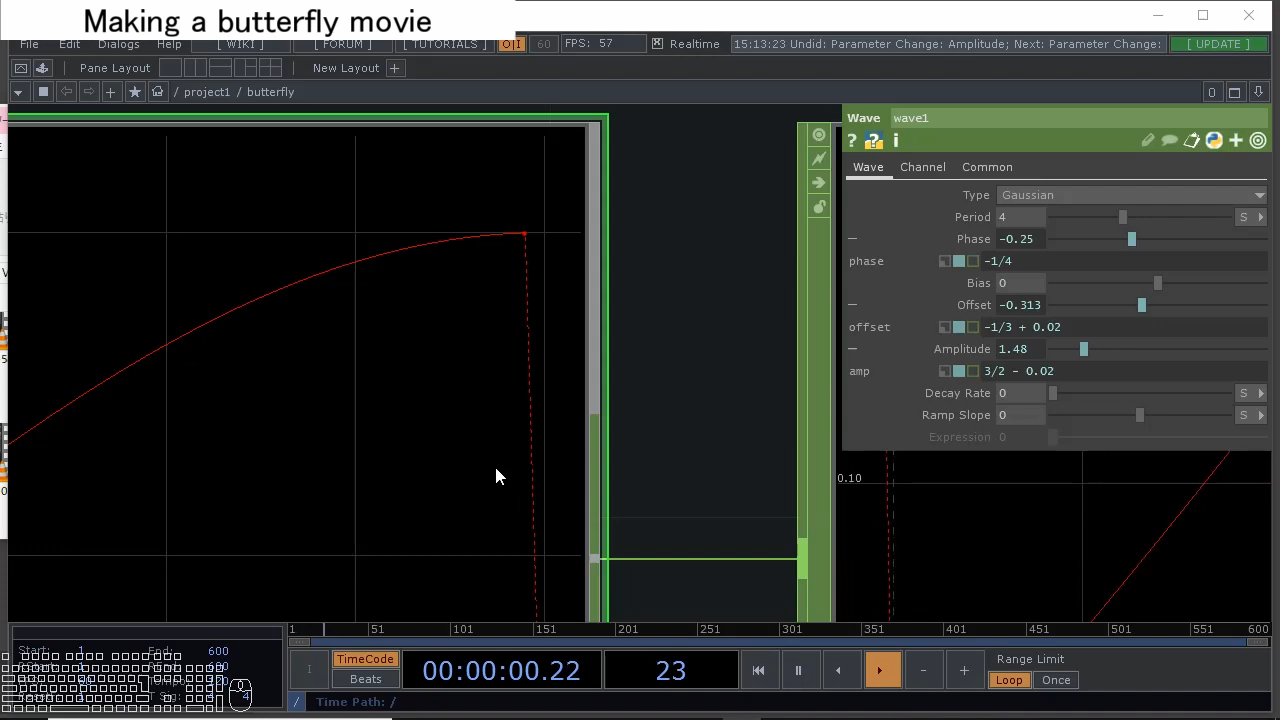 Making a butterfly movie
File Edit Dialogs Help [ WIKI ] [ FORUM ] [ TUTORIALS ] O|I 60 FPS: 57 Realtime 15:13:23 Undid: Parameter Change: Amplitude; Next: Parameter Change: [ UPDATE ]
Pane Layout New Layout +
/ project1 / butterfly 0
Wave wave1
? ? i
Wave Channel Common
Type Gaussian
Period 4 S
Phase -0.25
phase -1/4
Bias 0
Offset -0.313
offset -1/3 + 0.02
Amplitude 1.48
amp 3/2 - 0.02
Decay Rate 0 S
Ramp Slope 0 S
Expression 0
0.10
1 51 101 151 201 251 301 351 401 451 501 551 600
Start: 1 End: 600
TimeCode
Beats
00:00:00.22 23
Range Limit
Loop Once
/ Time Path: /